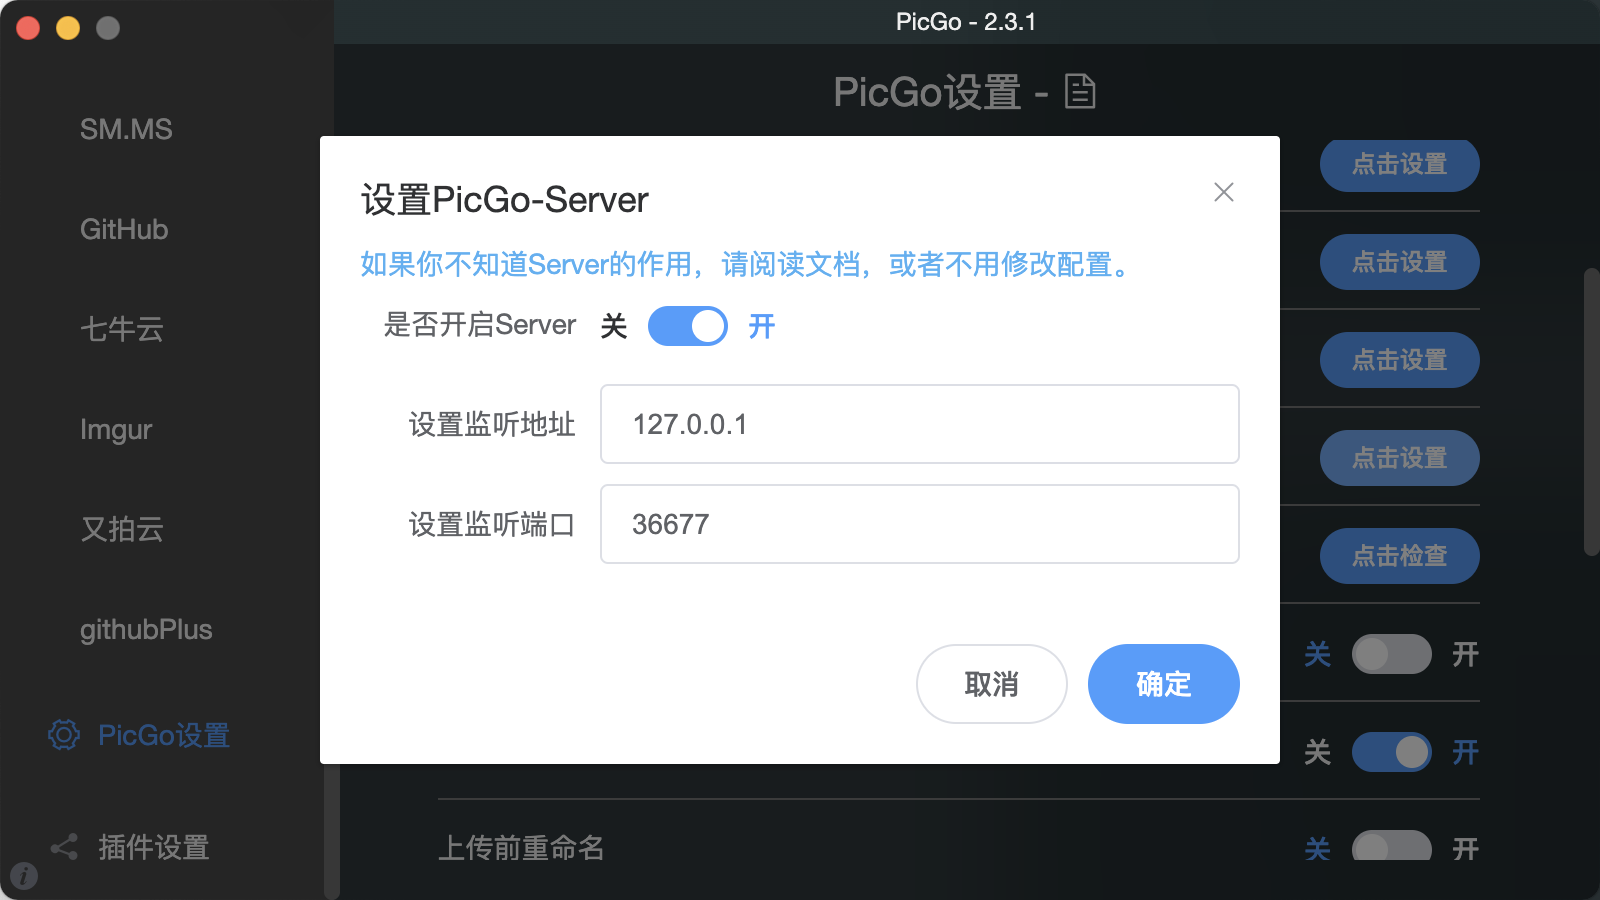 PicGo - 2.3.1
PicGo设置 -
SM.MS
GitHub
七牛云
Imgur
又拍云
githubPlus
PicGo设置
插件设置
设置PicGo-Server
如果你不知道Server的作用，请阅读文档，或者不用修改配置。
是否开启Server 关 开
设置监听地址 127.0.0.1
设置监听端口 36677
取消 确定
点击设置
点击设置
点击设置
点击设置
点击检查
关 开
关 开
上传前重命名 关 开